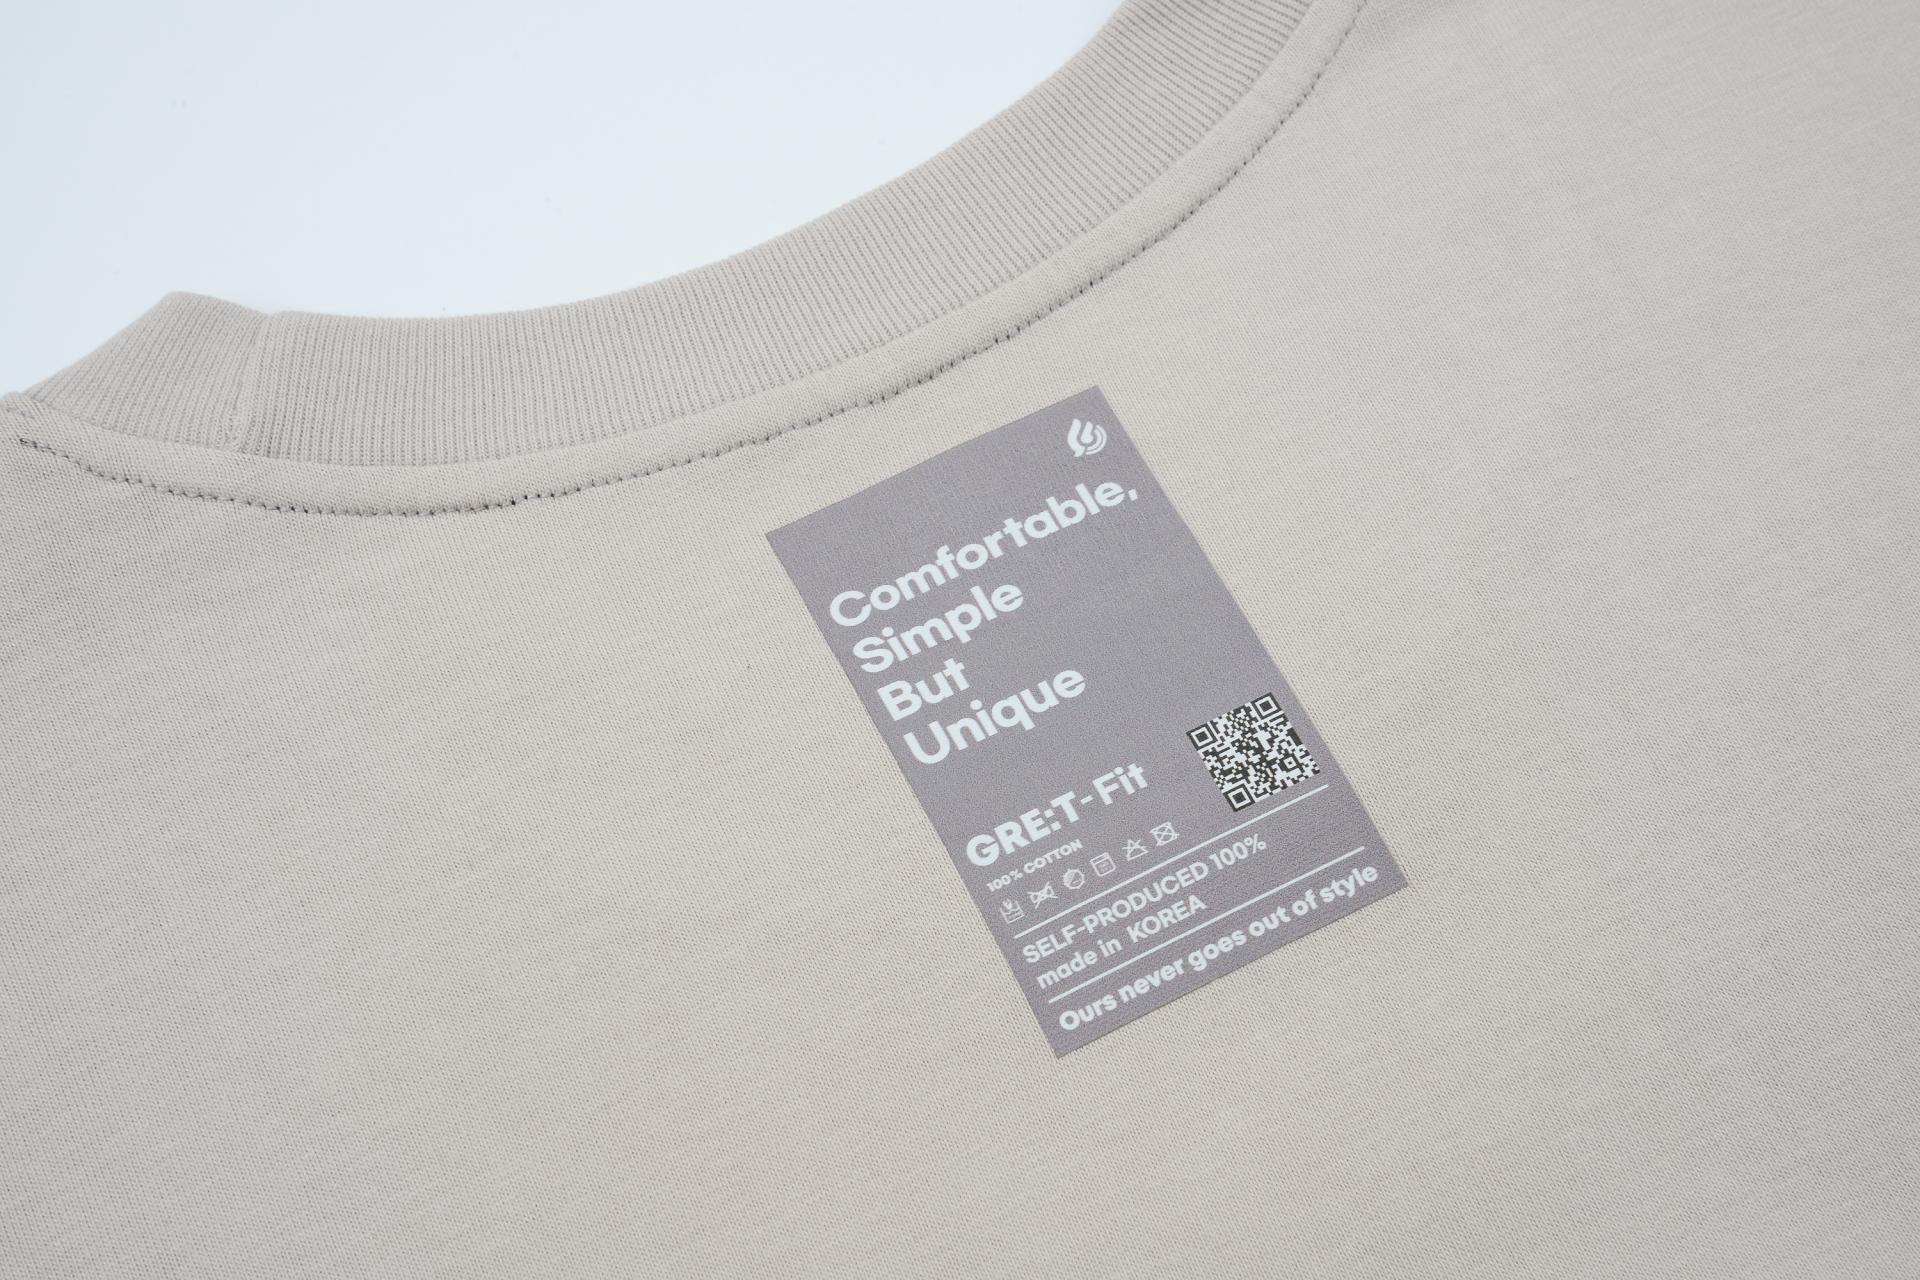 Comfortable,
Simple
But
Unique
GRE:T-Fit
100% COTTON
SELF-PRODUCED 100%
made in KOREA
Ours never goes out of style